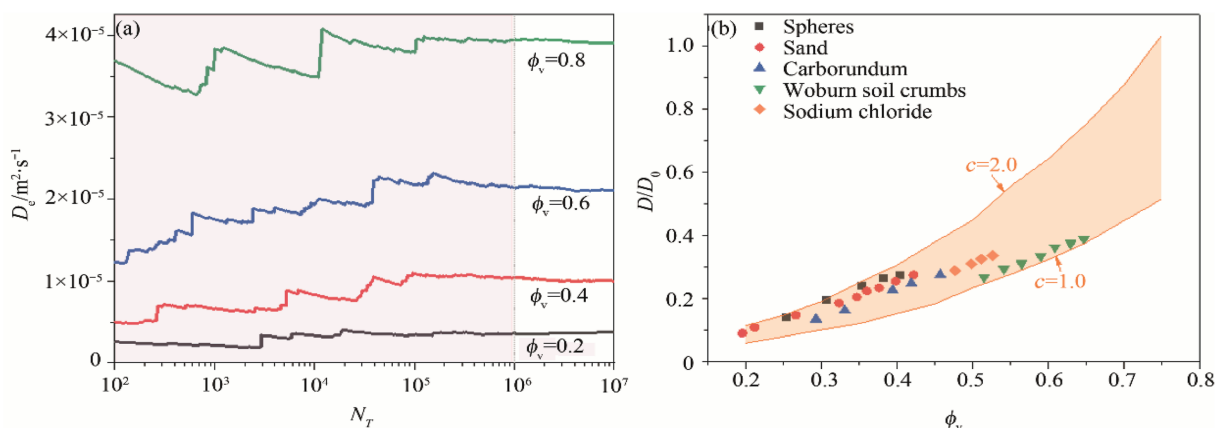 (a)
4×10⁻⁵
3×10⁻⁵
2×10⁻⁵
1×10⁻⁵
0
Dₑ/m²·s⁻¹
ϕᵥ=0.8
ϕᵥ=0.6
ϕᵥ=0.4
ϕᵥ=0.2
10² 10³ 10⁴ 10⁵ 10⁶ 10⁷
N_T
(b)
Spheres
Sand
Carborundum
Woburn soil crumbs
Sodium chloride
1.0
0.8
0.6
0.4
0.2
0.0
D/D₀
c=2.0
c=1.0
0.2 0.3 0.4 0.5 0.6 0.7 0.8
ϕᵥ